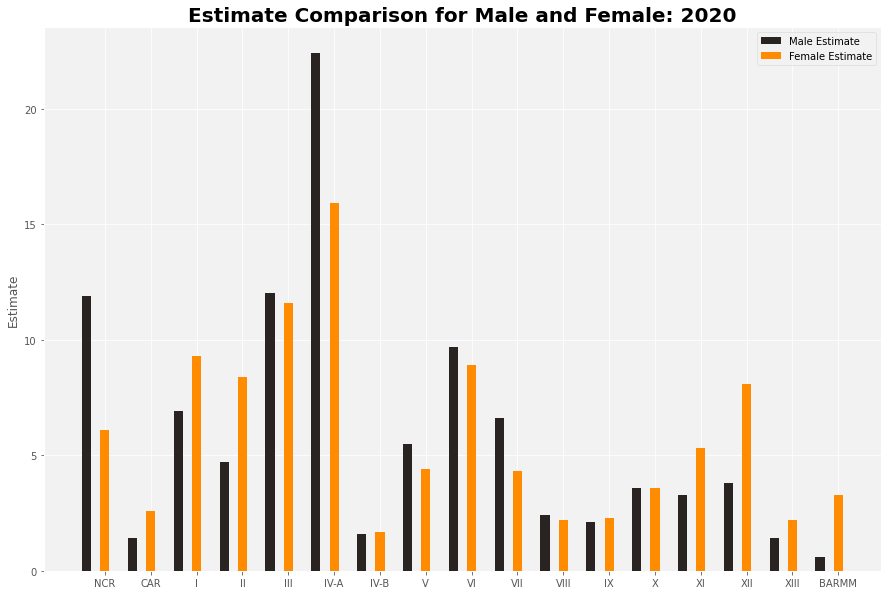 Estimate Comparison for Male and Female: 2020
Male Estimate
Female Estimate
Estimate
20
15
10
5
0
NCR CAR I II III IV-A IV-B V VI VII VIII IX X XI XII XIII BARMM